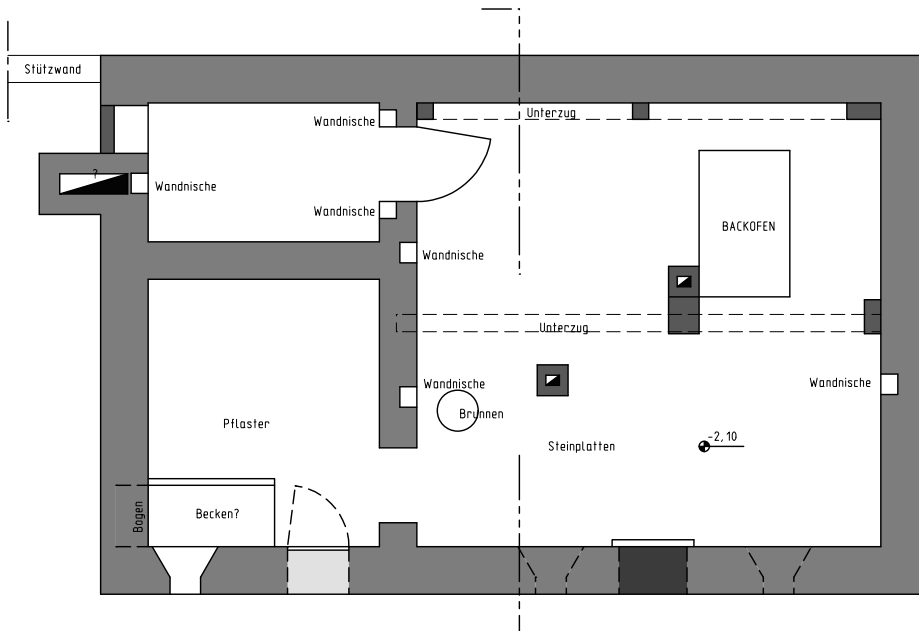 Stützwand
Unterzug
Wandnische
?
Wandnische
Wandnische
BACKOFEN
Wandnische
Unterzug
Wandnische
Wandnische
Brunnen
Pflaster
-2,10
Steinplatten
Bogen
Becken?